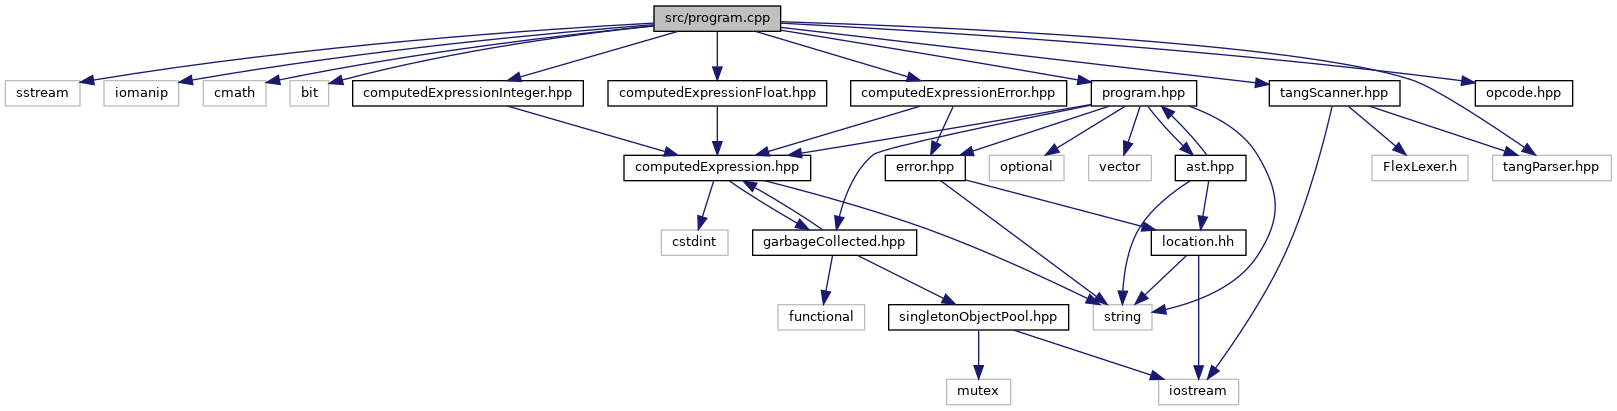 src/program.cpp
sstream
iomanip
cmath
bit
computedExpressionInteger.hpp
computedExpressionFloat.hpp
computedExpressionError.hpp
program.hpp
tangScanner.hpp
opcode.hpp
computedExpression.hpp
error.hpp
optional
vector
ast.hpp
FlexLexer.h
tangParser.hpp
cstdint
garbageCollected.hpp
location.hh
functional
singletonObjectPool.hpp
string
mutex
iostream